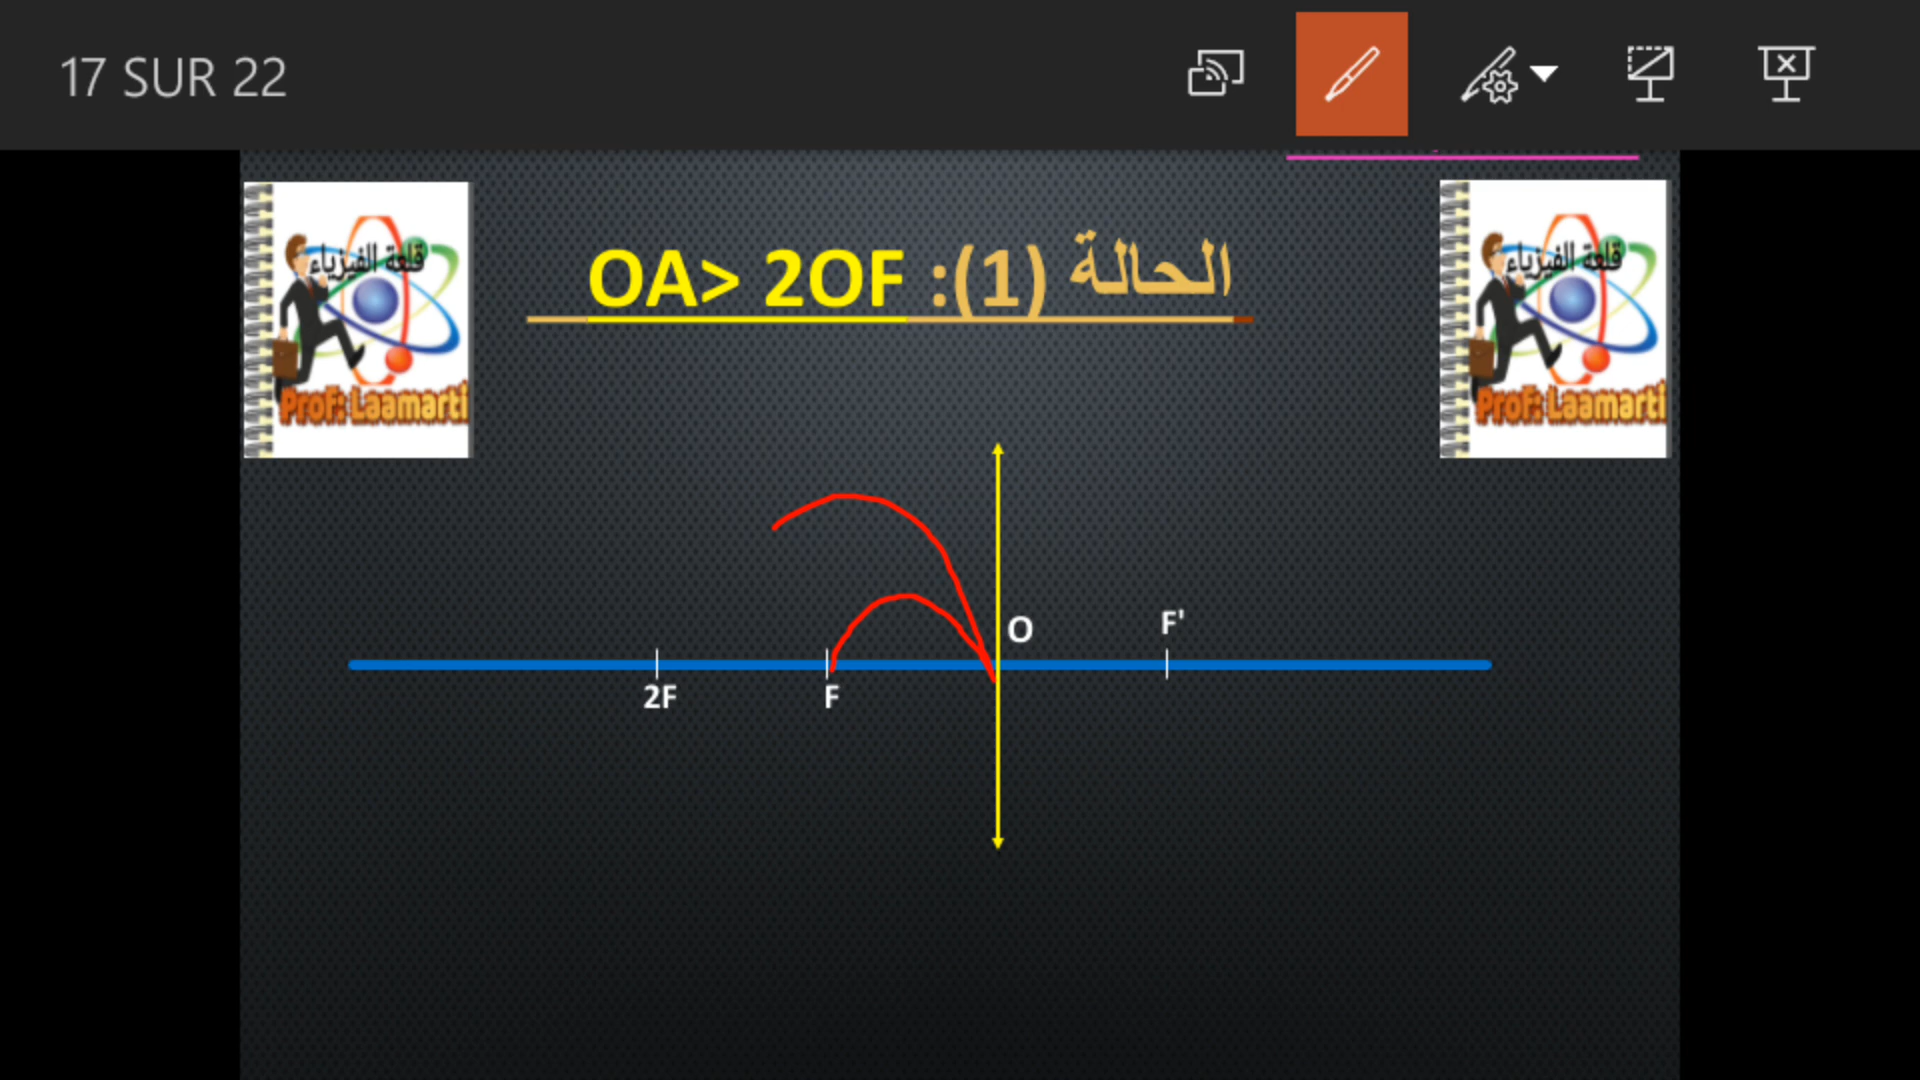 17 SUR 22
الحالة (1): OA> 2OF
قلعة الفيزياء
Prof: Laamarti
قلعة الفيزياء
Prof: Laamarti
O
F'
2F
F